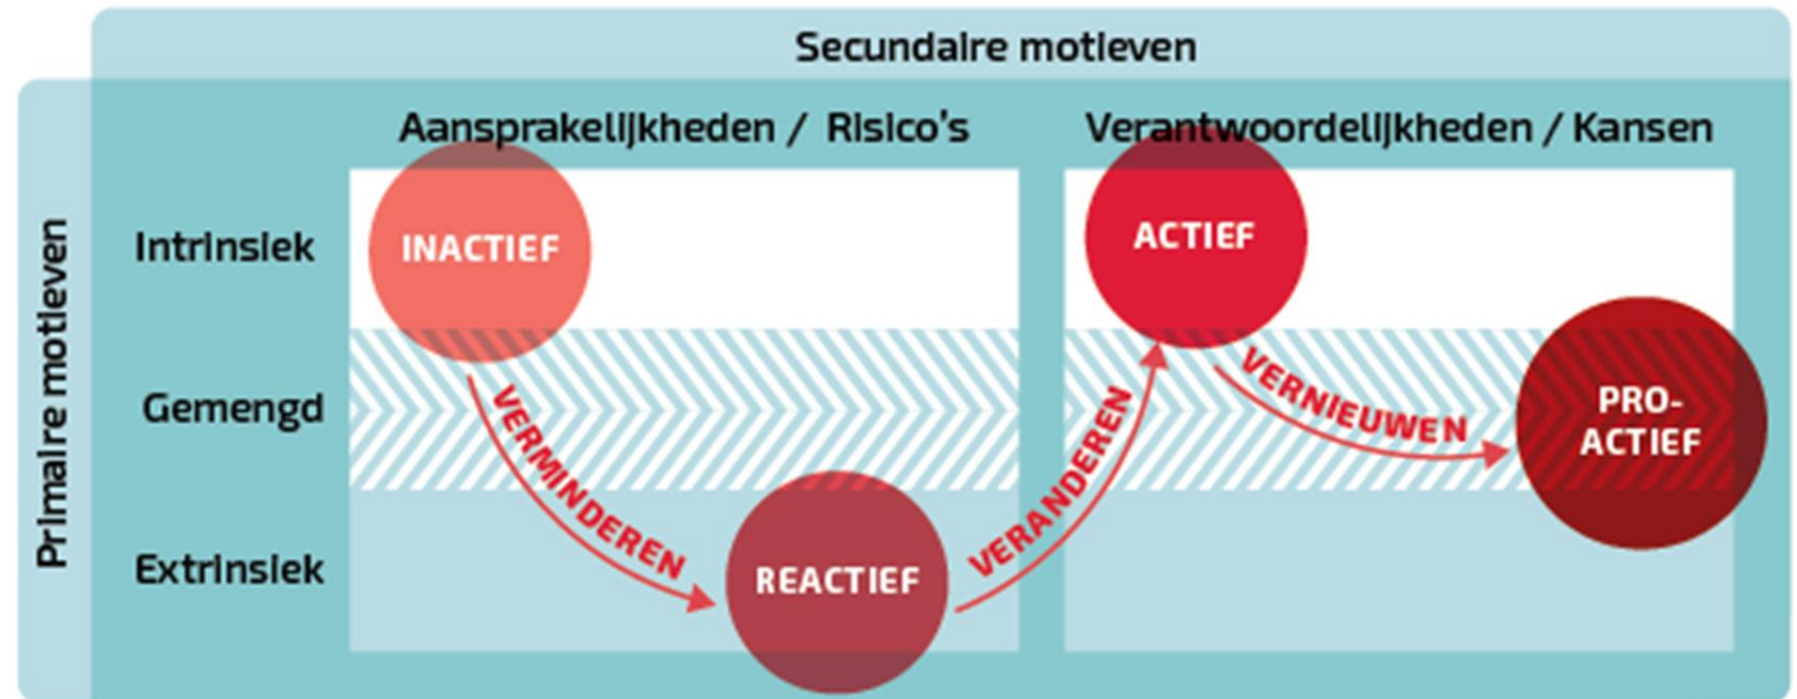 Secundaire motieven
Aansprakelijkheden / Risico's
Verantwoordelijkheden / Kansen
Primaire motieven
Intrinsiek
INACTIEF
ACTIEF
Gemengd
VERMINDEREN
VERANDEREN
VERNIEUWEN
PRO-
ACTIEF
Extrinsiek
REACTIEF